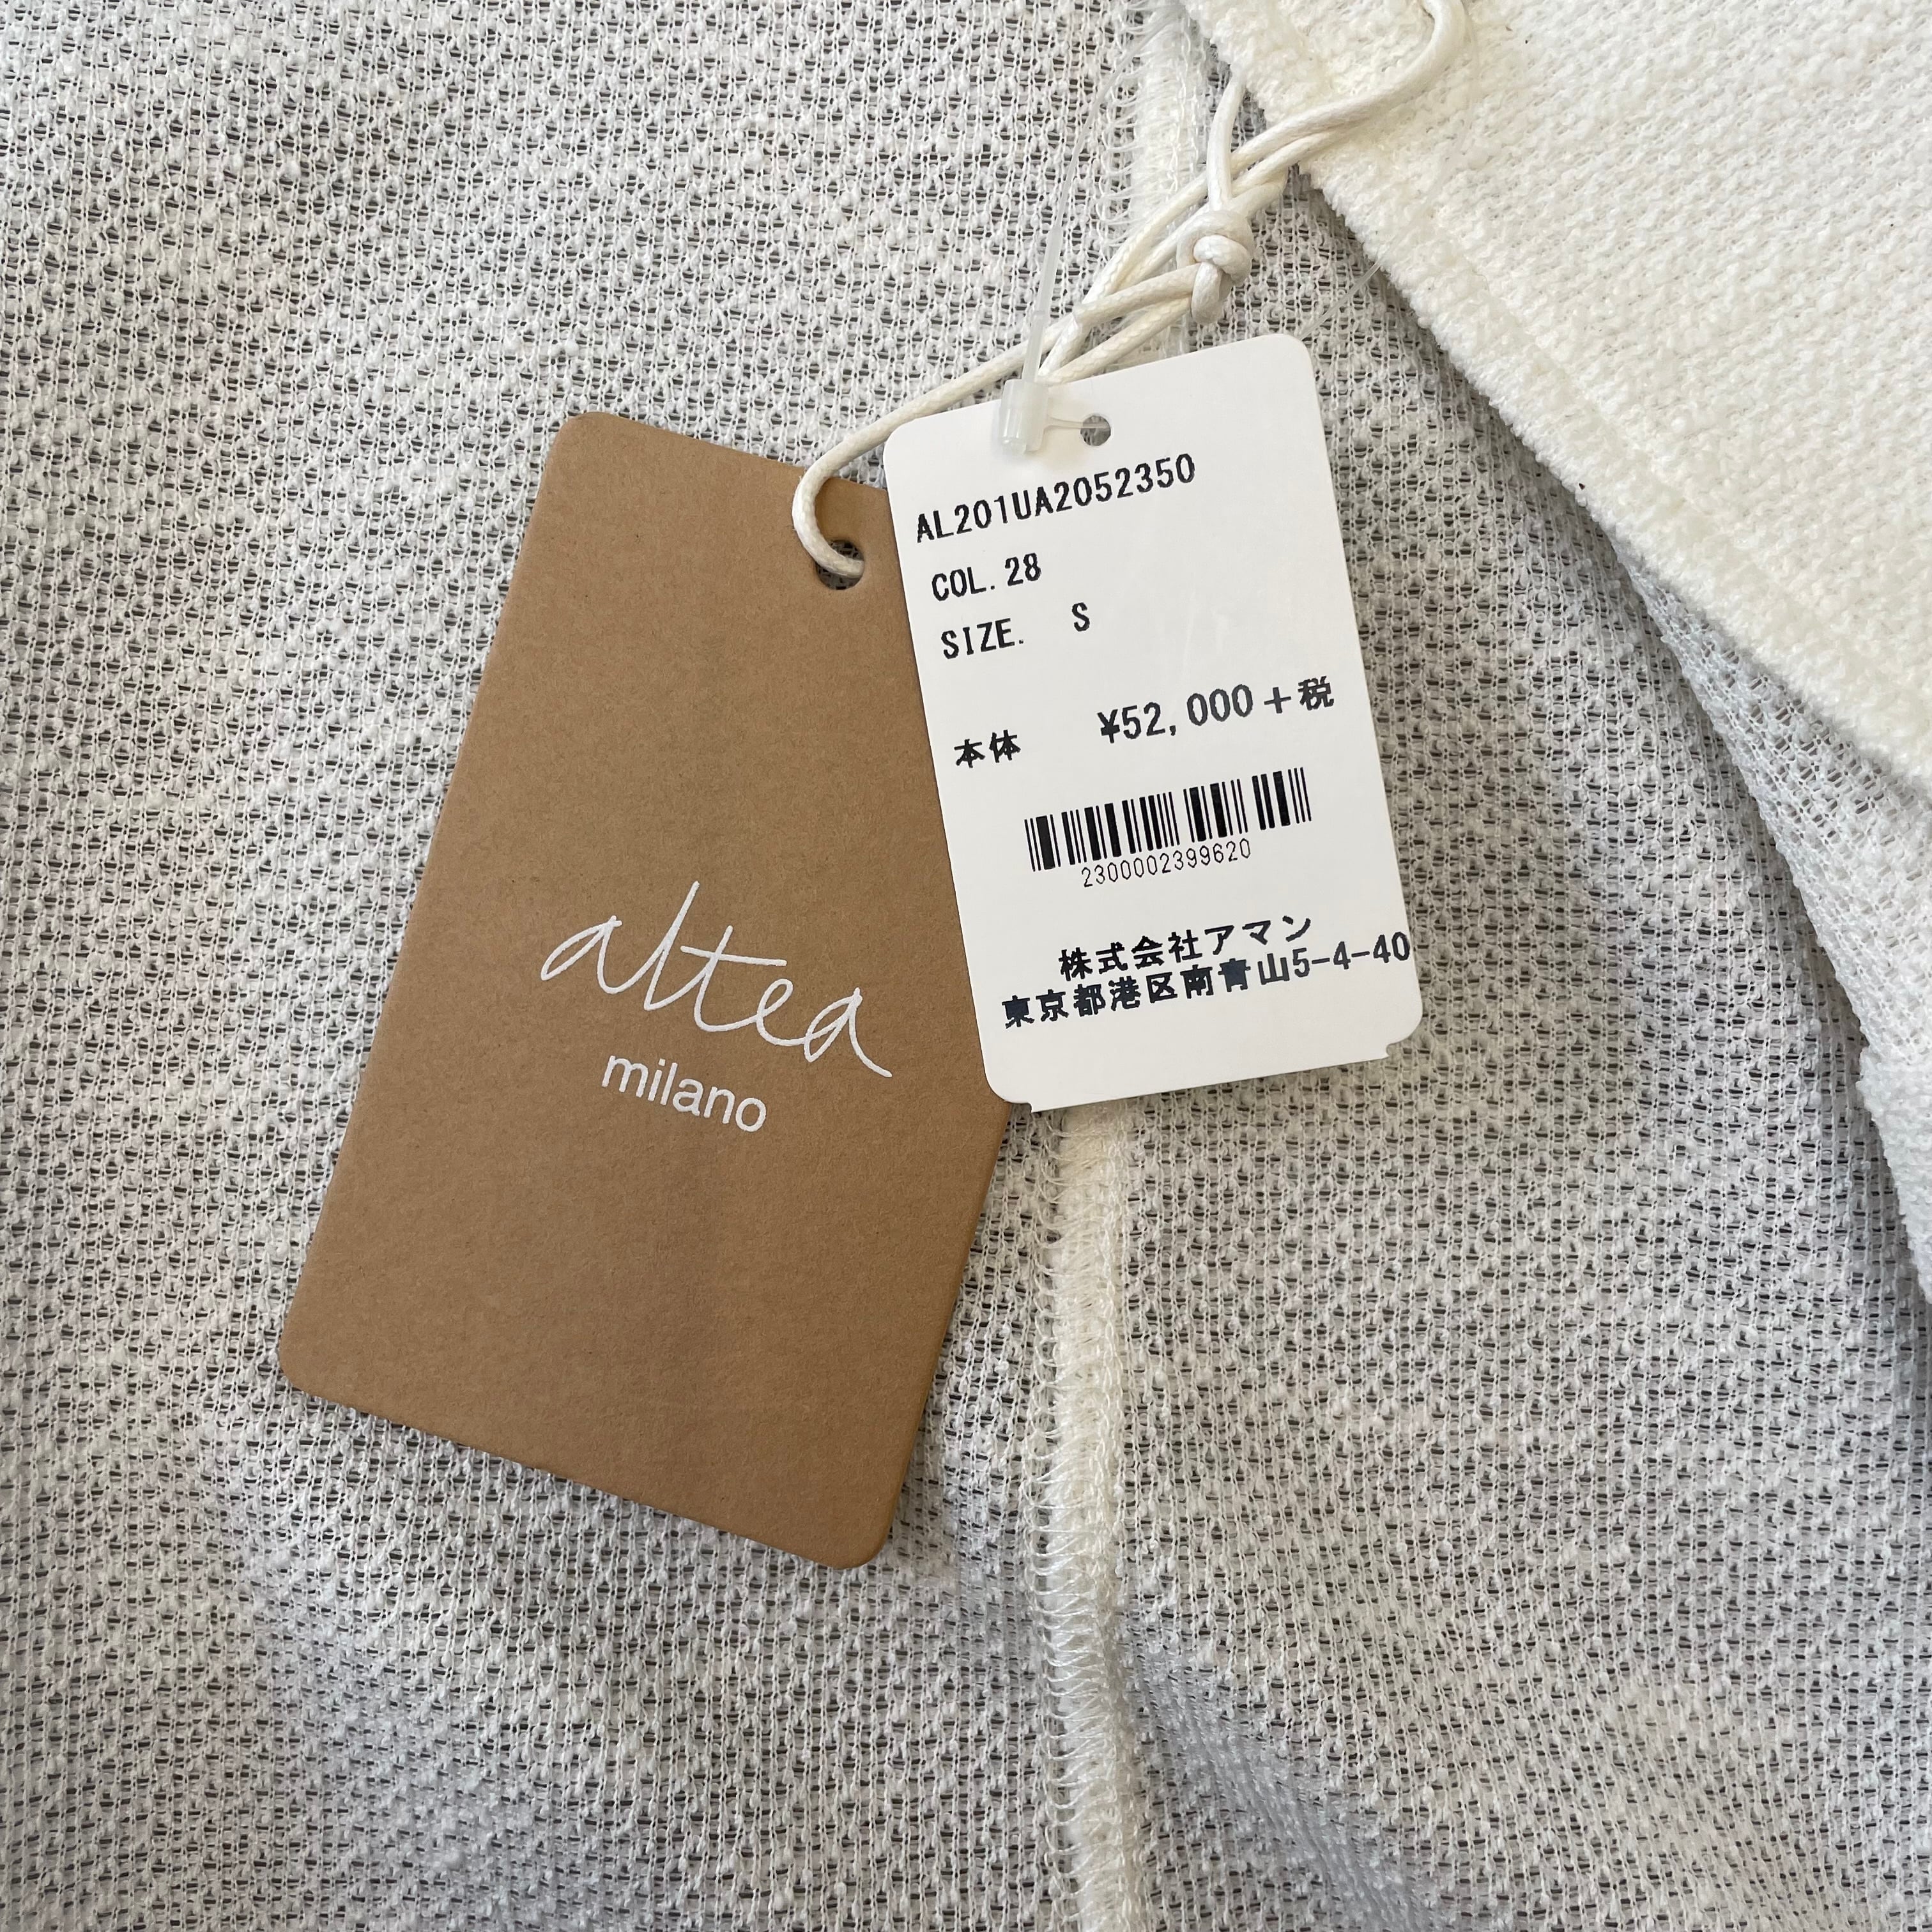 altea
milano
AL201UA2052350
COL. 28
SIZE. S
本体 ¥52,000+税
2300002399620
株式会社アマン
東京都港区南青山5-4-40